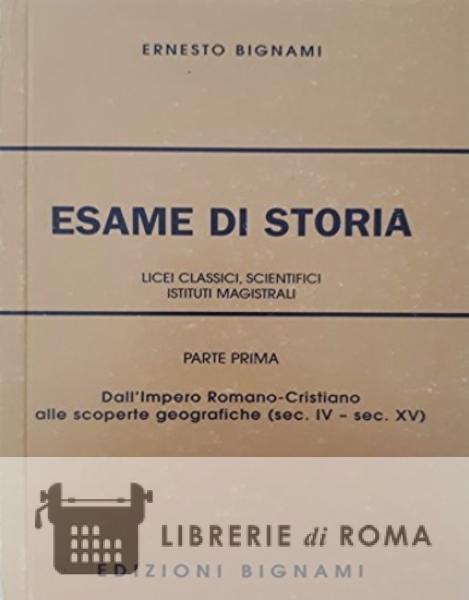 ERNESTO BIGNAMI
ESAME DI STORIA
LICEI CLASSICI, SCIENTIFICI
ISTITUTI MAGISTRALI
PARTE PRIMA
Dall'Impero Romano-Cristiano
alle scoperte geografiche (sec. IV – sec. XV)
LIBRERIE di ROMA
EDIZIONI BIGNAMI